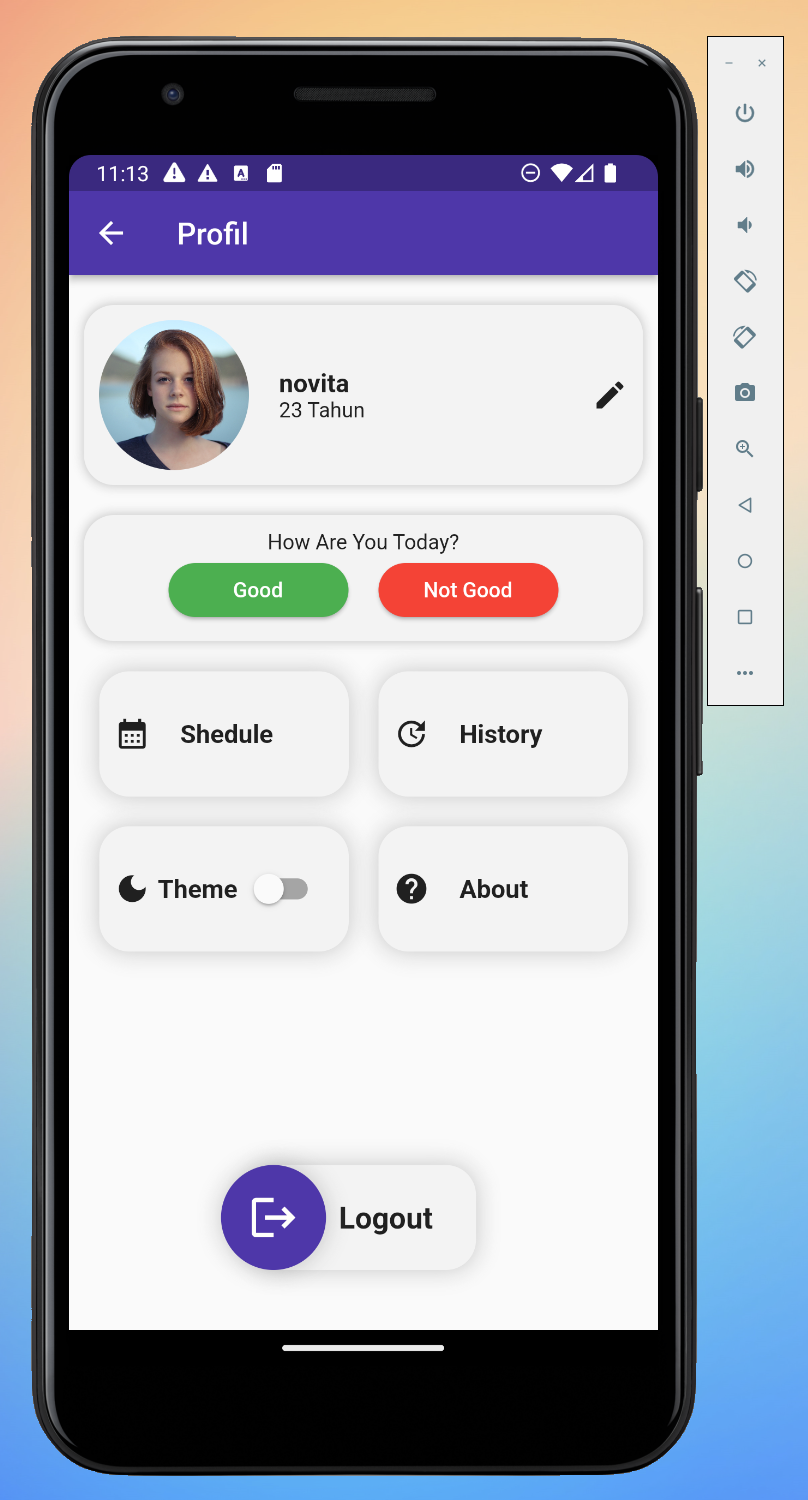 11:13
Profil
novita
23 Tahun
How Are You Today?
Good
Not Good
Shedule
History
Theme
About
Logout